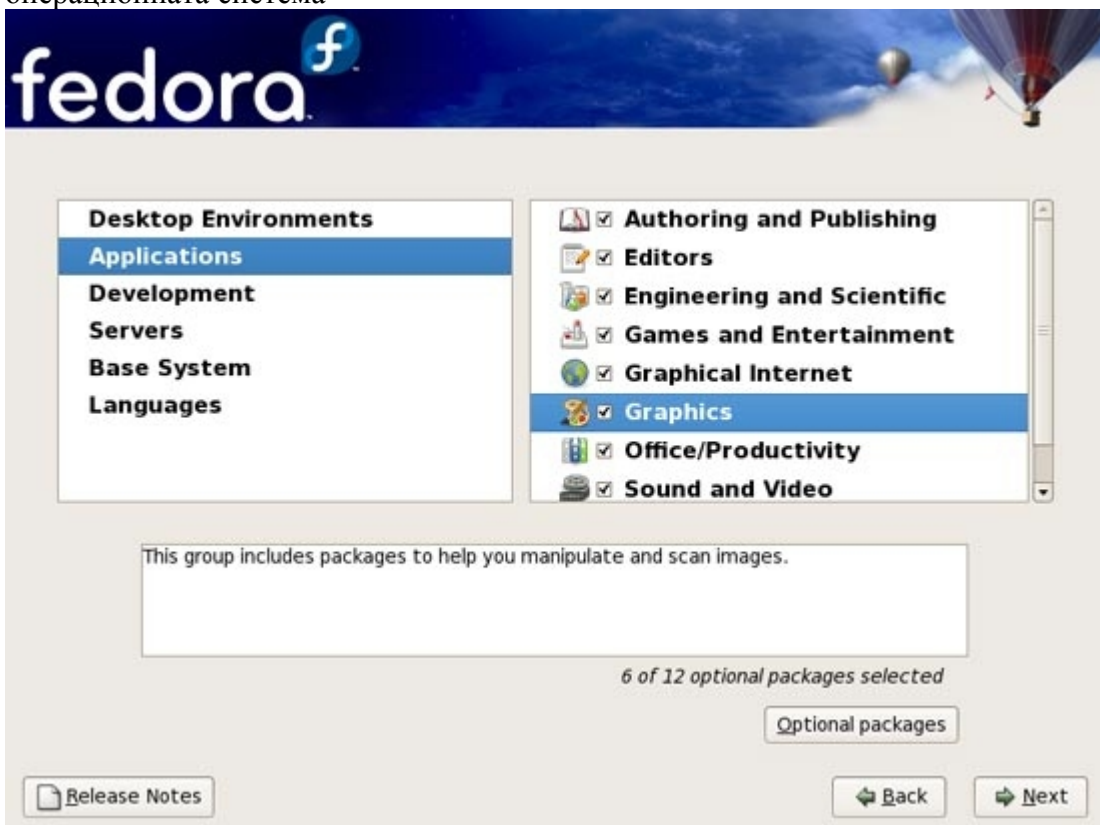 операционната система
fedora
Desktop Environments
Applications
Development
Servers
Base System
Languages
Authoring and Publishing
Editors
Engineering and Scientific
Games and Entertainment
Graphical Internet
Graphics
Office/Productivity
Sound and Video
This group includes packages to help you manipulate and scan images.
6 of 12 optional packages selected
Optional packages
Release Notes
Back
Next